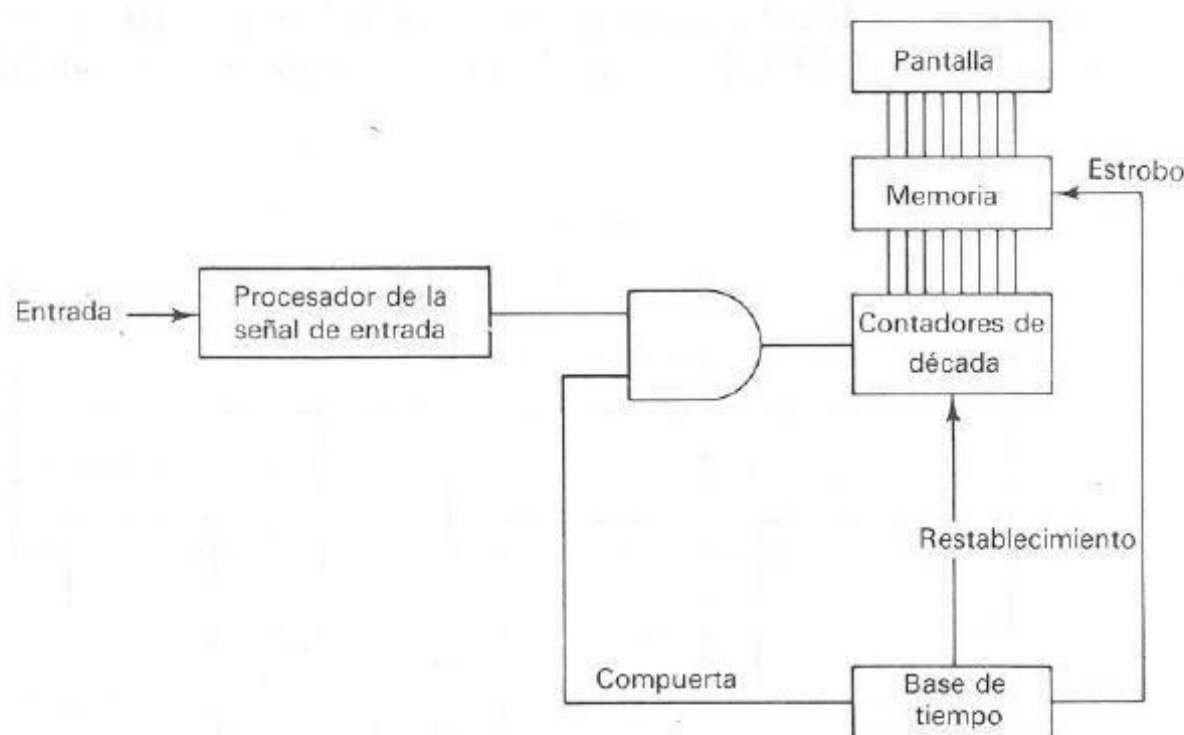 Pantalla
Estrobo
Memoria
Entrada
Procesador de la
señal de entrada
Contadores de
década
Restablecimiento
Compuerta
Base de
tiempo